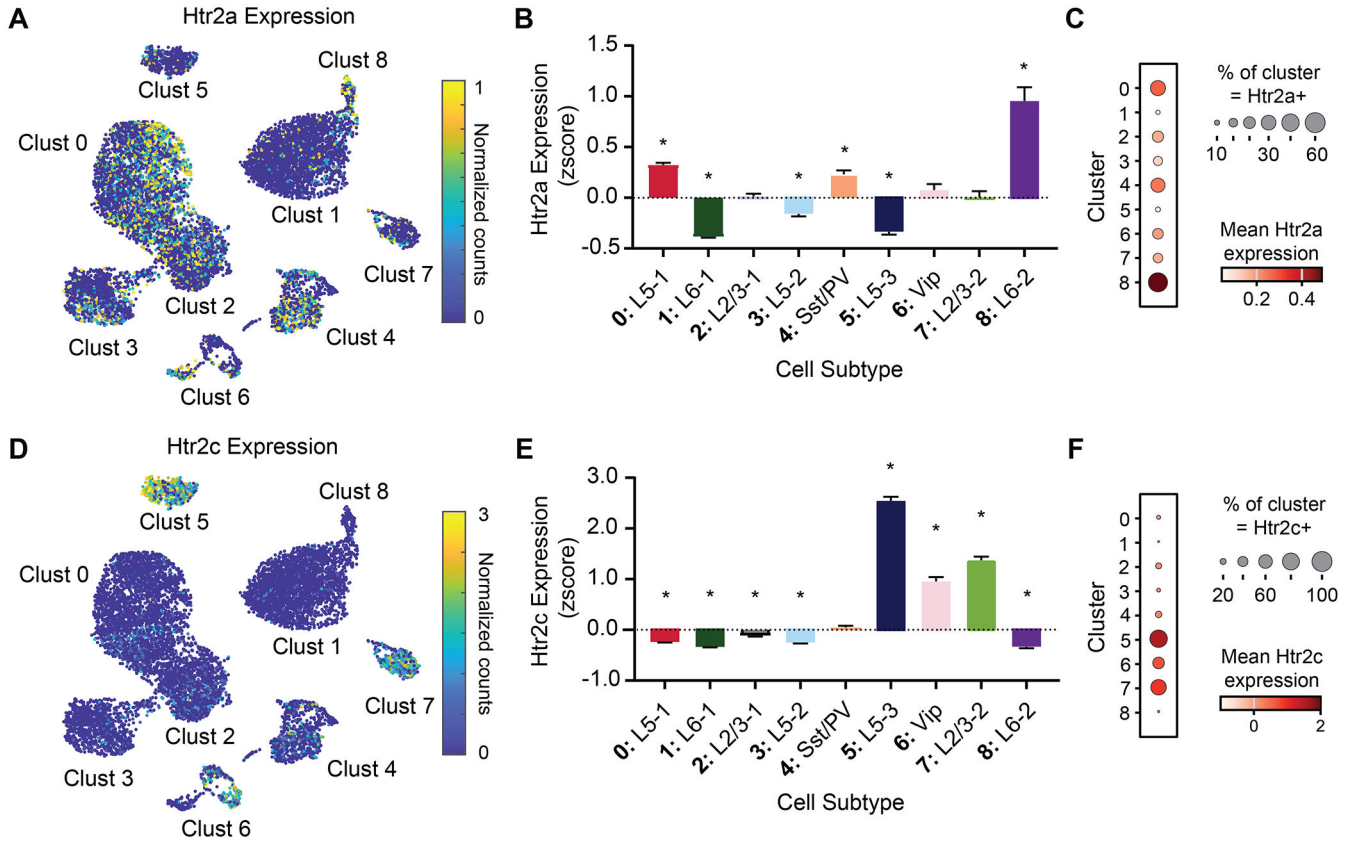 A
Htr2a Expression
Clust 5
Clust 8
Clust 0
Clust 1
Clust 7
Clust 2
Clust 3
Clust 4
Clust 6
1
Normalized counts
0
B
Htr2a Expression
(zscore)
1.5
1.0
0.5
0.0
-0.5
* * * * * *
0: L5-1
1: L6-1
2: L2/3-1
3: L5-2
4: Sst/PV
5: L5-3
6: Vip
7: L2/3-2
8: L6-2
Cell Subtype
C
Cluster
0
1
2
3
4
5
6
7
8
% of cluster
= Htr2a+
10 30 60
Mean Htr2a
expression
0.2 0.4
D
Htr2c Expression
Clust 5
Clust 8
Clust 0
Clust 1
Clust 7
Clust 2
Clust 3
Clust 4
Clust 6
3
Normalized counts
0
E
Htr2c Expression
(zscore)
3.0
2.0
1.0
0.0
-1.0
* * * * * * * *
0: L5-1
1: L6-1
2: L2/3-1
3: L5-2
4: Sst/PV
5: L5-3
6: Vip
7: L2/3-2
8: L6-2
Cell Subtype
F
Cluster
0
1
2
3
4
5
6
7
8
% of cluster
= Htr2c+
20 60 100
Mean Htr2c
expression
0 2